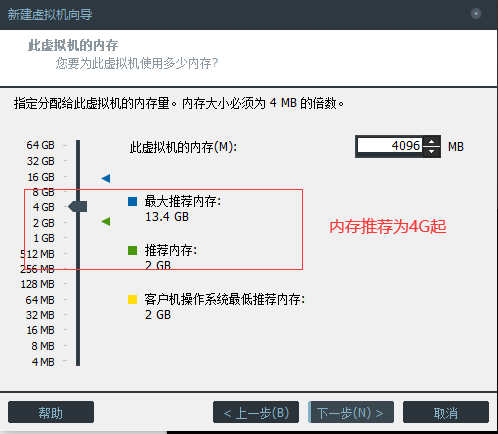 新建虚拟机向导
此虚拟机的内存
您要为此虚拟机使用多少内存?
指定分配给此虚拟机的内存量。内存大小必须为 4 MB 的倍数。
64 GB
32 GB
16 GB
8 GB
4 GB
2 GB
1 GB
512 MB
256 MB
128 MB
64 MB
32 MB
16 MB
8 MB
4 MB
此虚拟机的内存(M):
4096 MB
最大推荐内存:
13.4 GB
推荐内存:
2 GB
客户机操作系统最低推荐内存:
2 GB
内存推荐为4G起
帮助
< 上一步(B)
下一步(N) >
取消